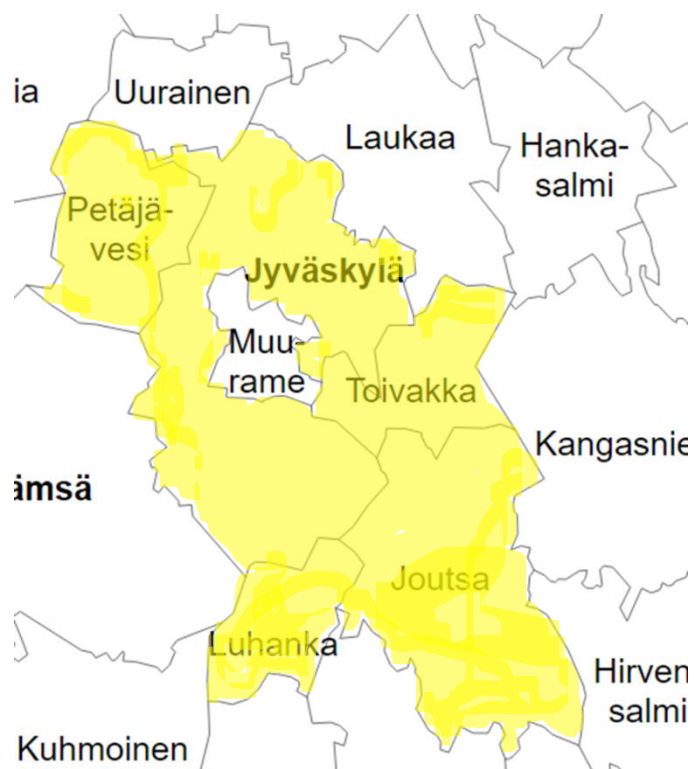 ia
Uurainen
Laukaa
Hanka-
salmi
Petäjä-
vesi
Jyväskylä
Muu-
rame
Toivakka
Kangasnie
ämsä
Joutsa
Luhanka
Hirven
salmi
Kuhmoinen